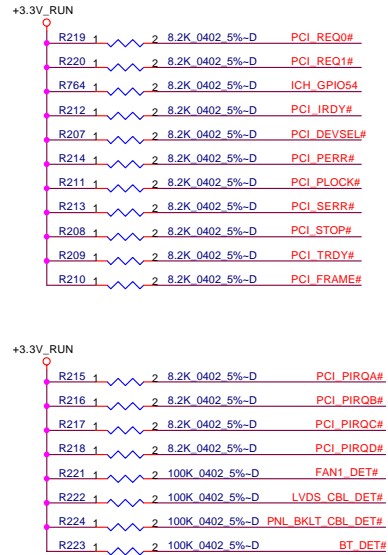 +3.3V_RUN
R219 1 2 8.2K_0402_5%~D PCI_REQ0#
R220 1 2 8.2K_0402_5%~D PCI_REQ1#
R764 1 2 8.2K_0402_5%~D ICH_GPIO54
R212 1 2 8.2K_0402_5%~D PCI_IRDY#
R207 1 2 8.2K_0402_5%~D PCI_DEVSEL#
R214 1 2 8.2K_0402_5%~D PCI_PERR#
R211 1 2 8.2K_0402_5%~D PCI_PLOCK#
R213 1 2 8.2K_0402_5%~D PCI_SERR#
R208 1 2 8.2K_0402_5%~D PCI_STOP#
R209 1 2 8.2K_0402_5%~D PCI_TRDY#
R210 1 2 8.2K_0402_5%~D PCI_FRAME#
+3.3V_RUN
R215 1 2 8.2K_0402_5%~D PCI_PIRQA#
R216 1 2 8.2K_0402_5%~D PCI_PIRQB#
R217 1 2 8.2K_0402_5%~D PCI_PIRQC#
R218 1 2 8.2K_0402_5%~D PCI_PIRQD#
R221 1 2 100K_0402_5%~D FAN1_DET#
R222 1 2 100K_0402_5%~D LVDS_CBL_DET#
R224 1 2 100K_0402_5%~D PNL_BKLT_CBL_DET#
R223 1 2 100K_0402_5%~D BT_DET#